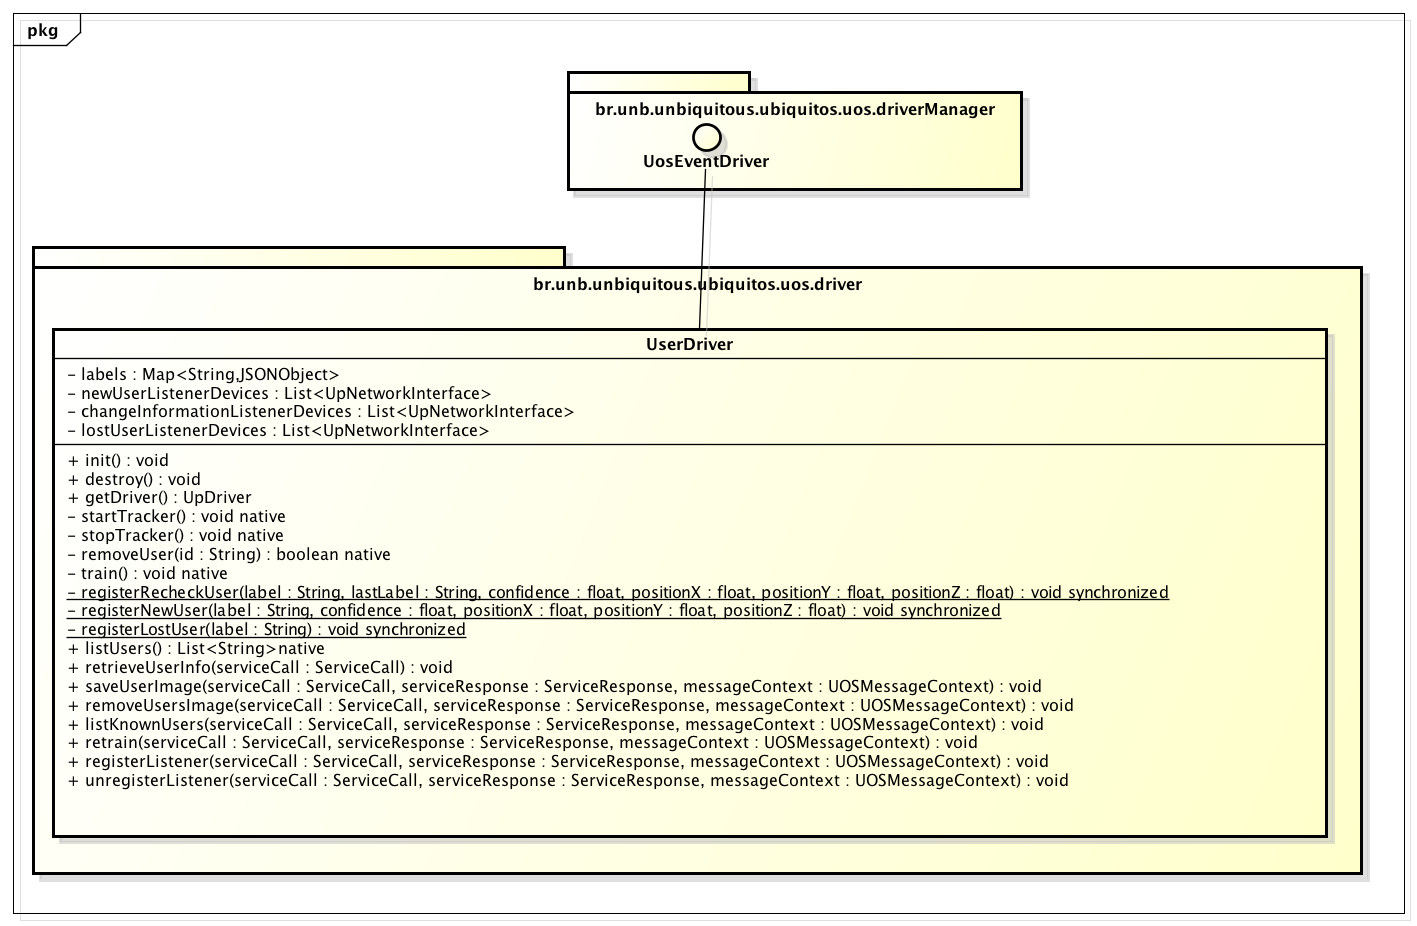 pkg
br.unb.unbiquitous.ubiquitos.uos.driverManager
UosEventDriver
br.unb.unbiquitous.ubiquitos.uos.driver
UserDriver
- labels : Map<String,JSONObject>
- newUserListenerDevices : List<UpNetworkInterface>
- changeInformationListenerDevices : List<UpNetworkInterface>
- lostUserListenerDevices : List<UpNetworkInterface>
+ init() : void
+ destroy() : void
+ getDriver() : UpDriver
- startTracker() : void native
- stopTracker() : void native
- removeUser(id : String) : boolean native
- train() : void native
- registerRecheckUser(label : String, lastLabel : String, confidence : float, positionX : float, positionY : float, positionZ : float) : void synchronized
- registerNewUser(label : String, confidence : float, positionX : float, positionY : float, positionZ : float) : void synchronized
- registerLostUser(label : String) : void synchronized
+ listUsers() : List<String>native
+ retrieveUserInfo(serviceCall : ServiceCall) : void
+ saveUserImage(serviceCall : ServiceCall, serviceResponse : ServiceResponse, messageContext : UOSMessageContext) : void
+ removeUsersImage(serviceCall : ServiceCall, serviceResponse : ServiceResponse, messageContext : UOSMessageContext) : void
+ listKnownUsers(serviceCall : ServiceCall, serviceResponse : ServiceResponse, messageContext : UOSMessageContext) : void
+ retrain(serviceCall : ServiceCall, serviceResponse : ServiceResponse, messageContext : UOSMessageContext) : void
+ registerListener(serviceCall : ServiceCall, serviceResponse : ServiceResponse, messageContext : UOSMessageContext) : void
+ unregisterListener(serviceCall : ServiceCall, serviceResponse : ServiceResponse, messageContext : UOSMessageContext) : void